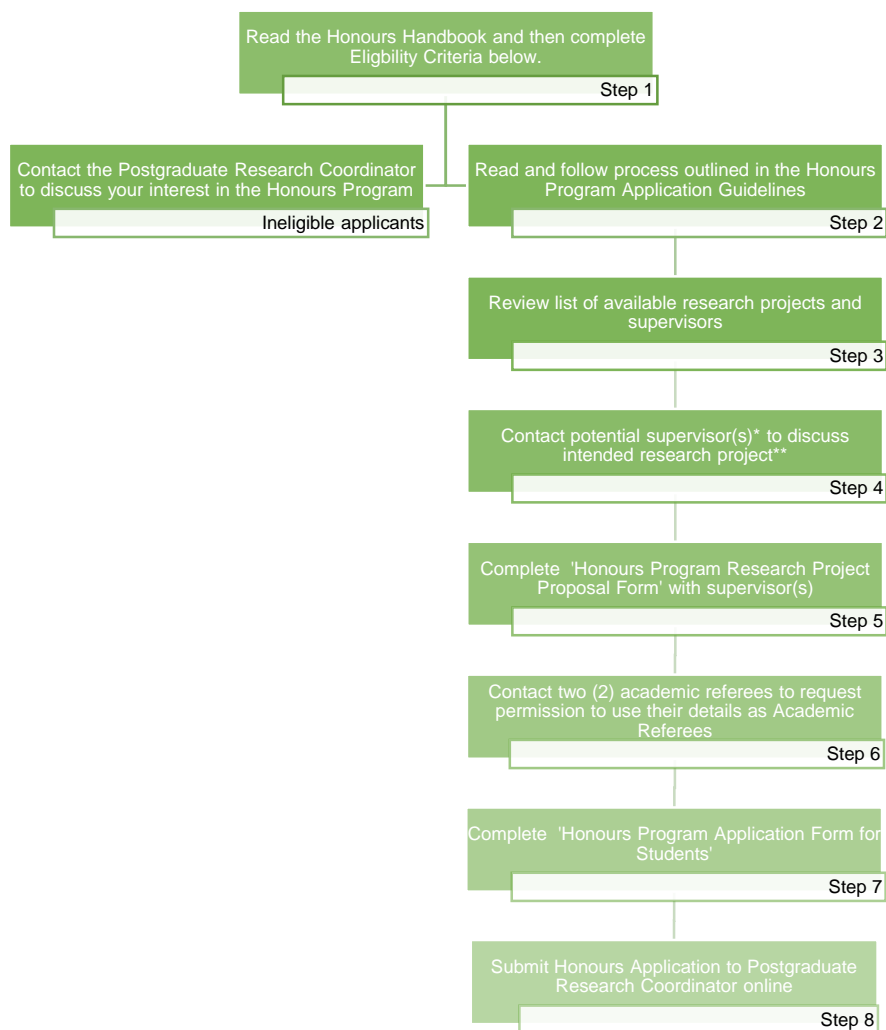 Read the Honours Handbook and then complete
Eligbility Criteria below.
Step 1
Contact the Postgraduate Research Coordinator
to discuss your interest in the Honours Program
Ineligible applicants
Read and follow process outlined in the Honours
Program Application Guidelines
Step 2
Review list of available research projects and
supervisors
Step 3
Contact potential supervisor(s)* to discuss
intended research project**
Step 4
Complete 'Honours Program Research Project
Proposal Form' with supervisor(s)
Step 5
Contact two (2) academic referees to request
permission to use their details as Academic
Referees
Step 6
Complete 'Honours Program Application Form for
Students'
Step 7
Submit Honours Application to Postgraduate
Research Coordinator online
Step 8